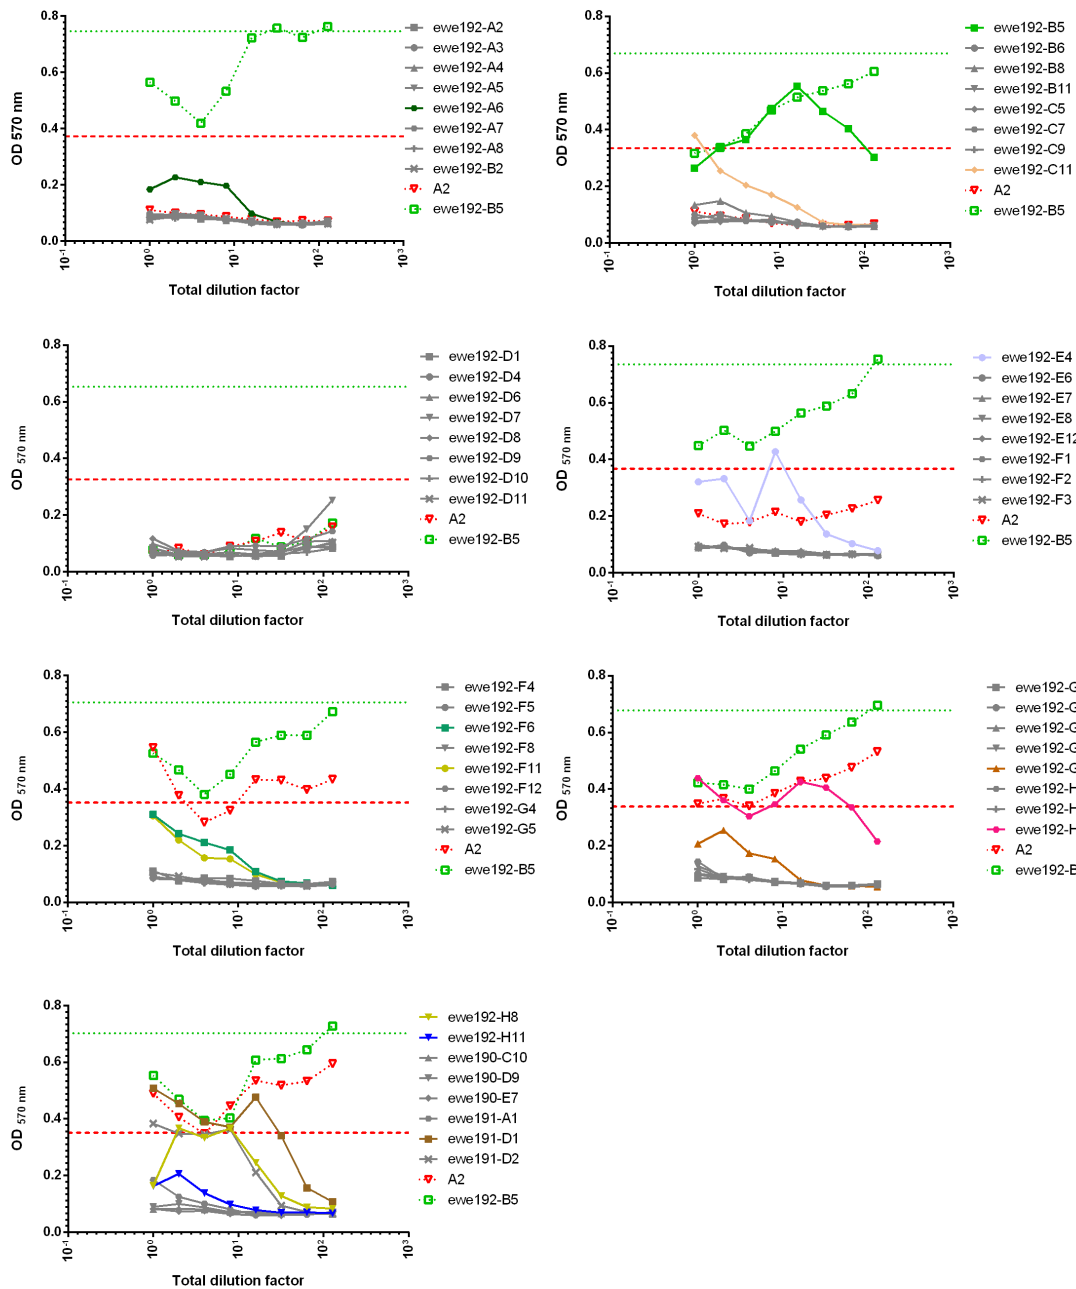 0.8
0.6
0.4
0.2
0.0
OD 570 nm
10-1
100
101
102
103
Total dilution factor
ewe192-A2
ewe192-A3
ewe192-A4
ewe192-A5
ewe192-A6
ewe192-A7
ewe192-A8
ewe192-B2
A2
ewe192-B5
0.8
0.6
0.4
0.2
0.0
OD 570 nm
10-1
100
103
102
103
Total dilution factor
ewe192-B5
ewe192-B6
ewe192-B8
ewe192-B11
ewe192-C5
ewe192-C7
ewe192-C9
ewe192-C11
A2
ewe192-B5
0.8
0.6
0.4
0.2
0.0
OD 570 nm
10-1
100
101
102
103
Total dilution factor
ewe192-D1
ewe192-D4
ewe192-D6
ewe192-D7
ewe192-D8
ewe192-D9
ewe192-D10
ewe192-D11
A2
ewe192-B5
0.8
0.6
0.4
0.2
0.0
OD 570 nm
10-1
100
101
102
103
Total dilution factor
ewe192-E4
ewe192-E6
ewe192-E7
ewe192-E8
ewe192-E12
ewe192-F1
ewe192-F2
ewe192-F3
A2
ewe192-B5
0.8
0.6
0.4
0.2
0.0
OD 570 nm
10-1
100
101
102
103
Total dilution factor
ewe192-F4
ewe192-F5
ewe192-F6
ewe192-F8
ewe192-F11
ewe192-F12
ewe192-G4
ewe192-G5
A2
ewe192-B5
0.8
0.6
0.4
0.2
0.0
OD 570 nm
10-1
100
101
102
103
Total dilution factor
ewe192-G
ewe192-G
ewe192-G
ewe192-G
ewe192-G
ewe192-H
ewe192-H
ewe192-H
A2
ewe192-B
0.8
0.6
0.4
0.2
0.0
OD 570 nm
10-1
100
101
102
103
Total dilution factor
ewe192-H8
ewe192-H11
ewe190-C10
ewe190-D9
ewe190-E7
ewe191-A1
ewe191-D1
ewe191-D2
A2
ewe192-B5